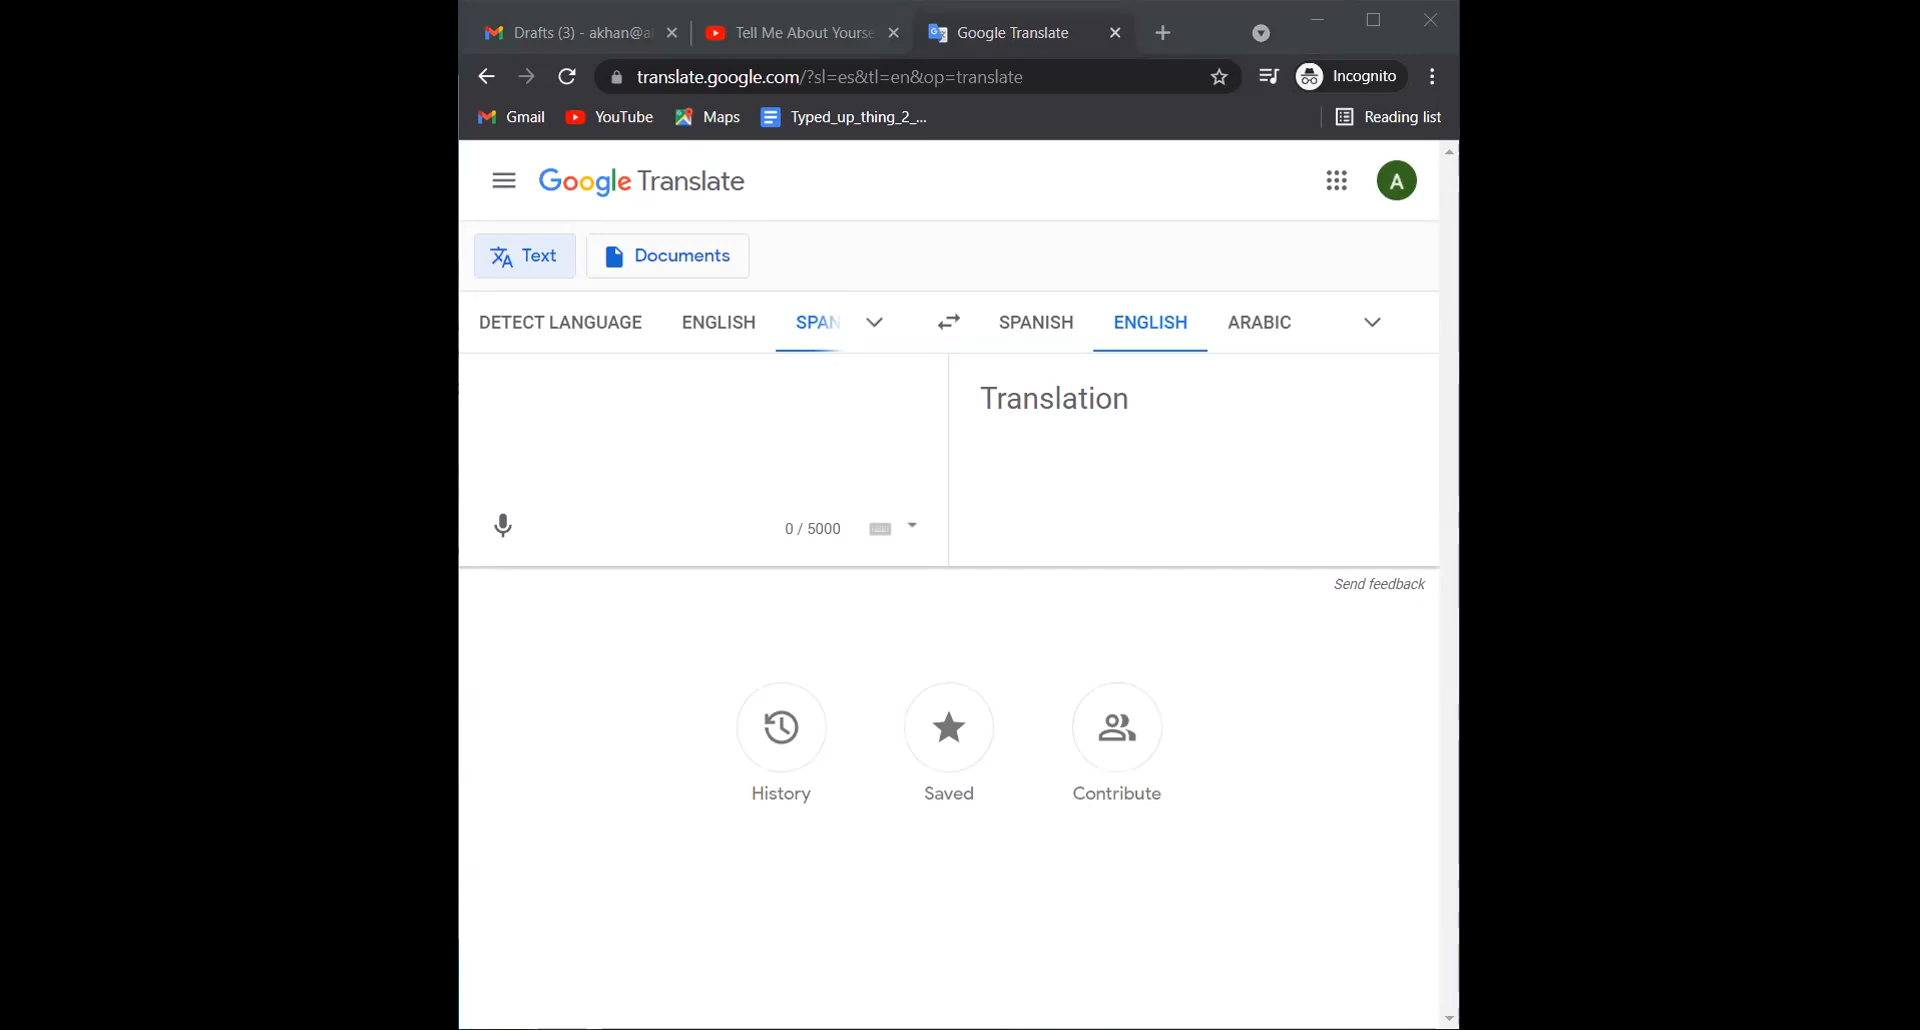 Drafts (3) - akhan@a
Tell Me About Yourse
Google Translate
translate.google.com/?sl=es&tl=en&op=translate
Incognito
Gmail
YouTube
Maps
Typed_up_thing_2_...
Reading list
Google Translate
A
Text
Documents
DETECT LANGUAGE ENGLISH SPAN
SPANISH ENGLISH ARABIC
Translation
0 / 5000
Send feedback
History
Saved
Contribute